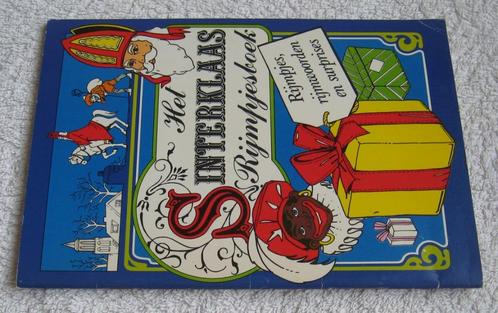 Het
SINTERKLAAS
Rijmpjesboek
Rijmpjes,
rijmwoorden
en surprises